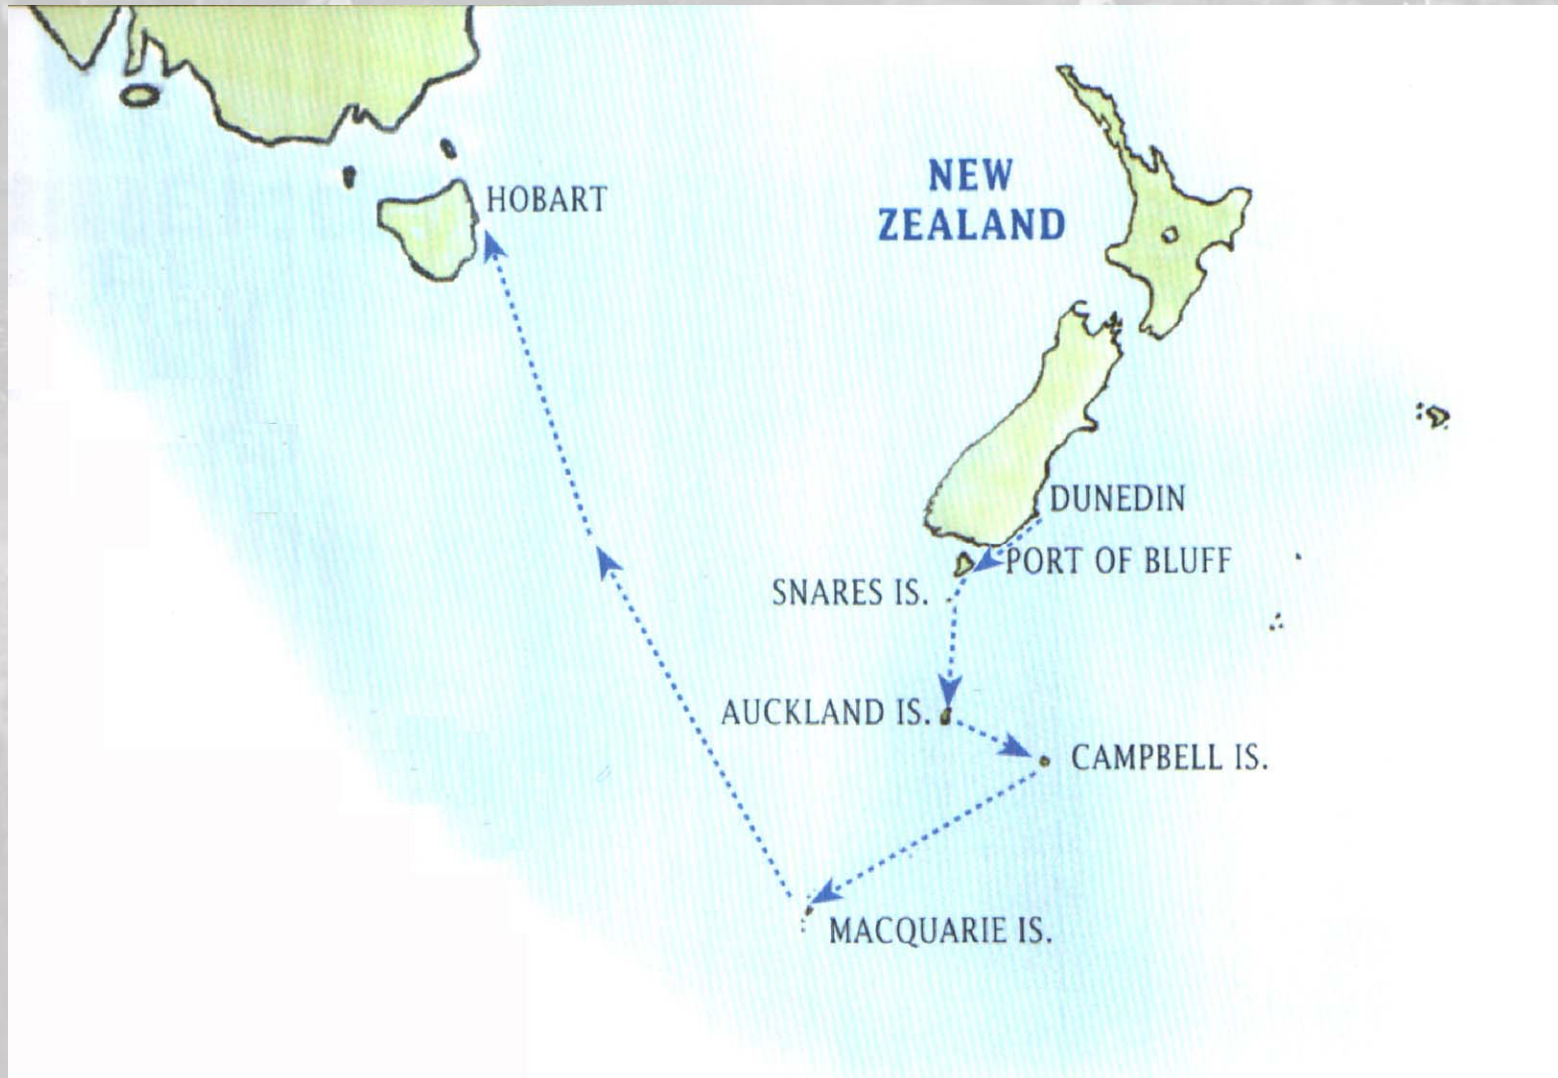 HOBART
NEW
ZEALAND
DUNEDIN
PORT OF BLUFF
SNARES IS.
AUCKLAND IS.
CAMPBELL IS.
MACQUARIE IS.